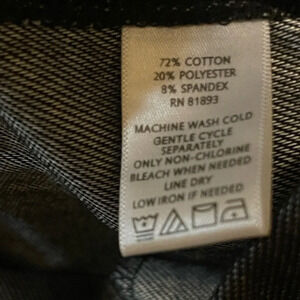 72% COTTON
20% POLYESTER
8% SPANDEX
RN 81893
MACHINE WASH COLD
GENTLE CYCLE
SEPARATELY
ONLY NON-CHLORINE
BLEACH WHEN NEEDED
LINE DRY
LOW IRON IF NEEDED